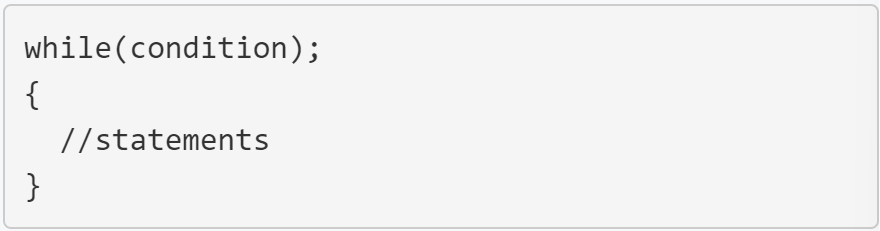 while(condition);
{
  //statements
}